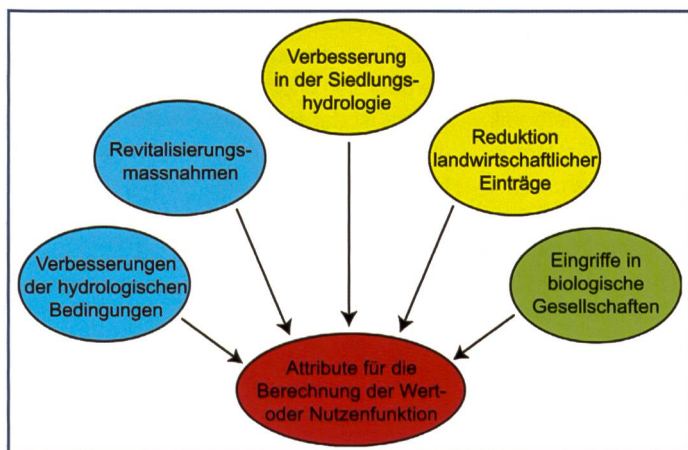 Verbesserung
in der Siedlungs-
hydrologie
Revitalisierungs-
massnahmen
Reduktion
landwirtschaftlicher
Einträge
Verbesserungen
der hydrologischen
Bedingungen
Eingriffe in
biologische
Gesellschaften
Attribute für die
Berechnung der Wert-
oder Nutzenfunktion